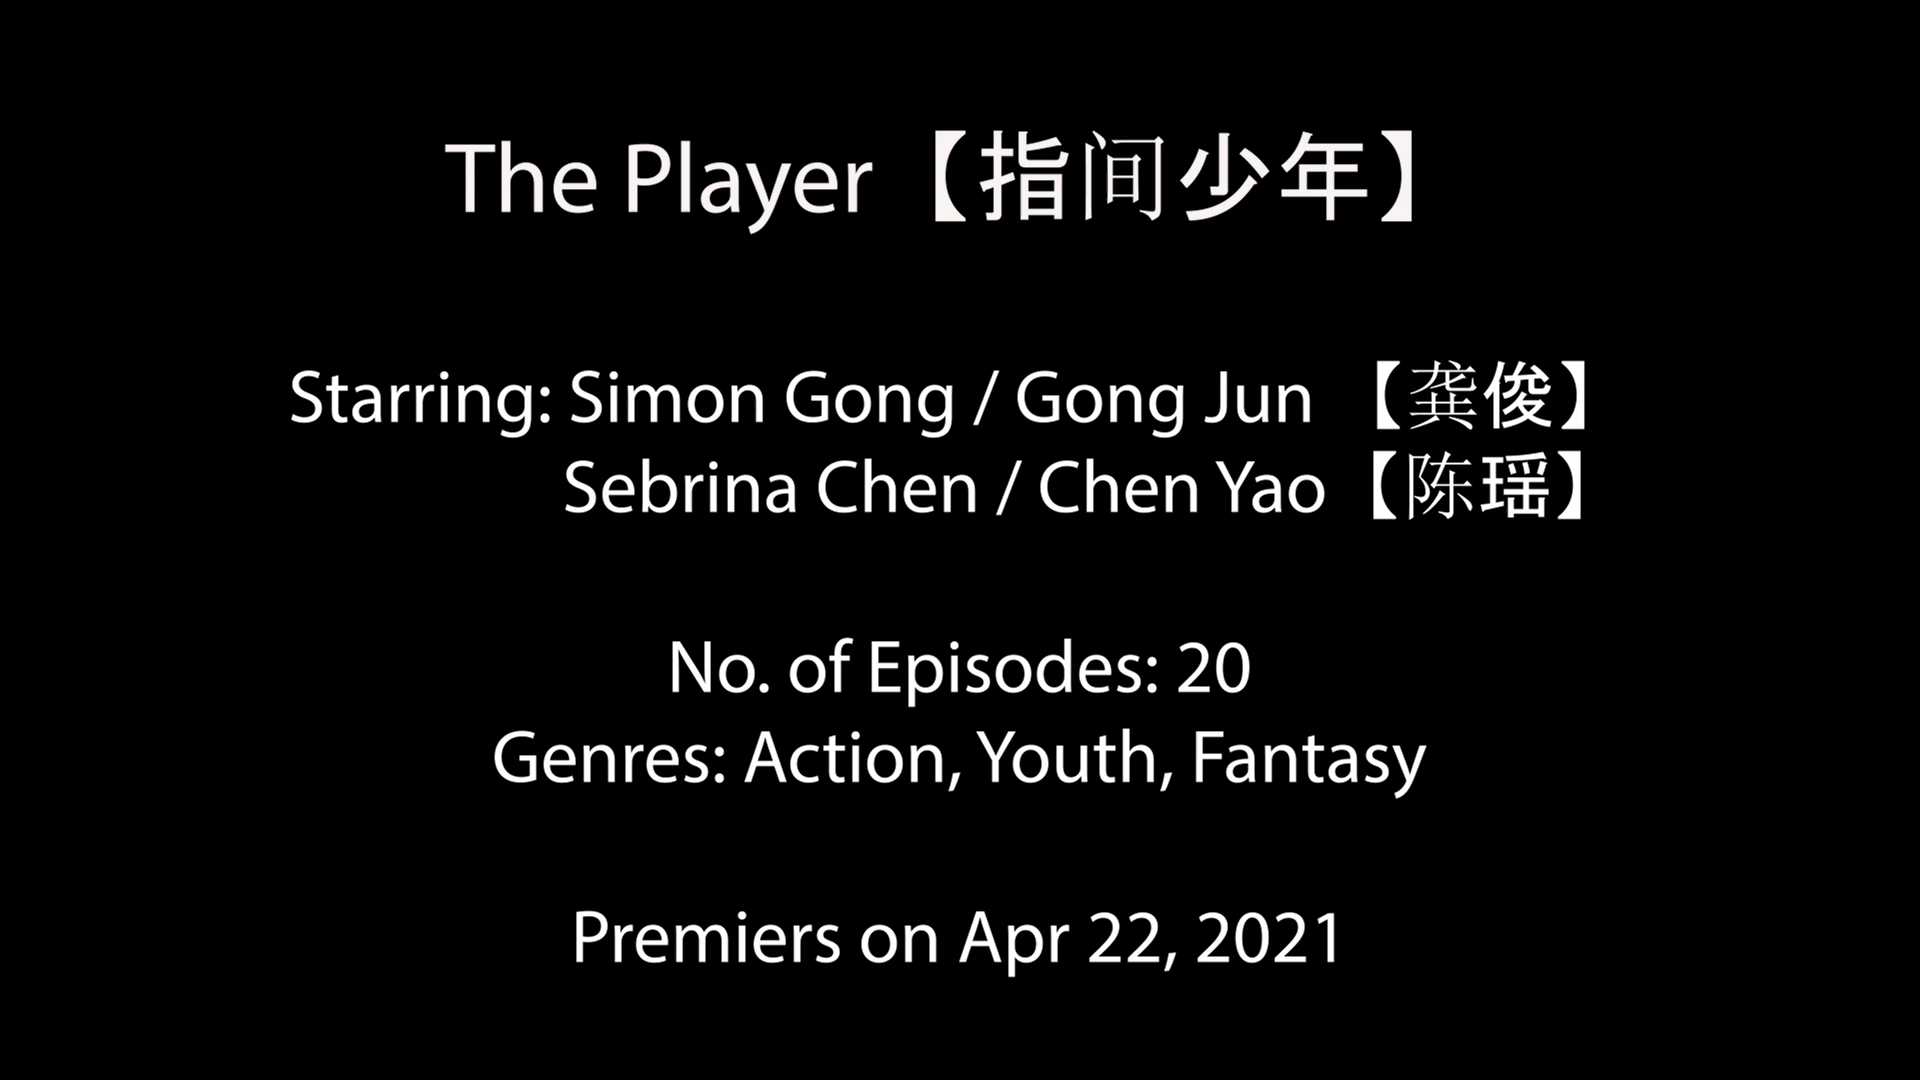 The Player【指间少年】
Starring: Simon Gong / Gong Jun 【龚俊】
Sebrina Chen / Chen Yao【陈瑶】
No. of Episodes: 20
Genres: Action, Youth, Fantasy
Premiers on Apr 22, 2021